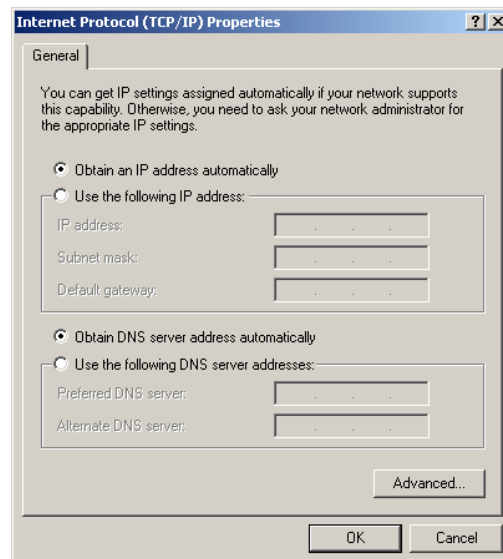 Internet Protocol (TCP/IP) Properties
General
You can get IP settings assigned automatically if your network supports
this capability. Otherwise, you need to ask your network administrator for
the appropriate IP settings.
Obtain an IP address automatically
Use the following IP address:
IP address:
Subnet mask:
Default gateway:
Obtain DNS server address automatically
Use the following DNS server addresses:
Preferred DNS server:
Alternate DNS server:
Advanced...
OK Cancel